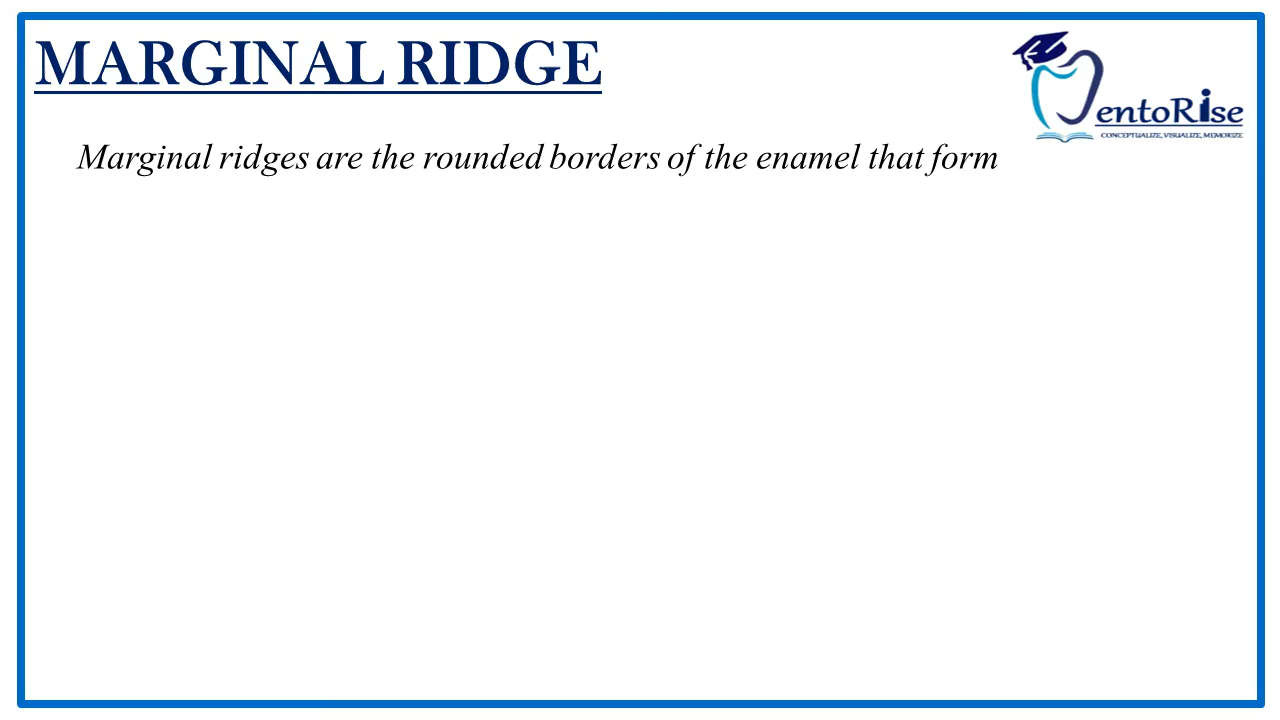 MARGINAL RIDGE
entoRise
CONCEPTUALIZE, VISUALIZE, MEMORIZE
Marginal ridges are the rounded borders of the enamel that form